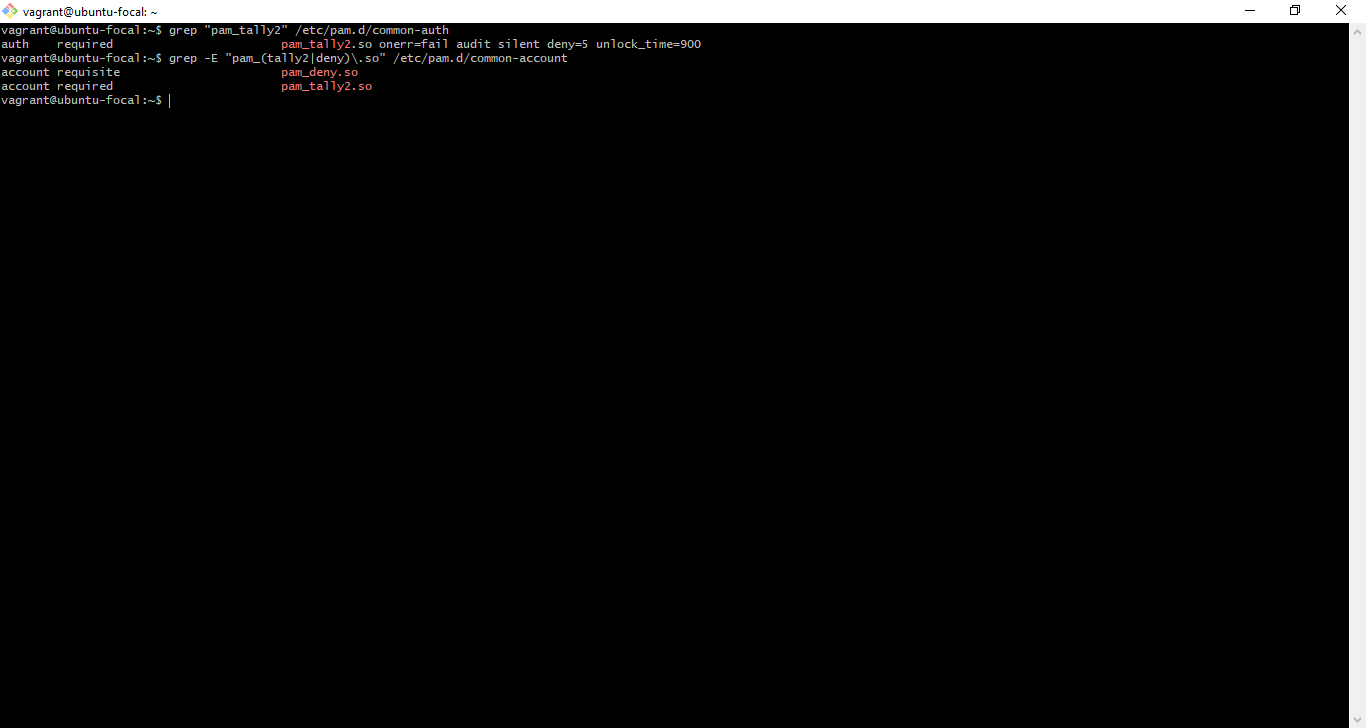 vagrant@ubuntu-focal: ~
vagrant@ubuntu-focal:~$ grep "pam_tally2" /etc/pam.d/common-auth
auth    required                        pam_tally2.so onerr=fail audit silent deny=5 unlock_time=900
vagrant@ubuntu-focal:~$ grep -E "pam_(tally2|deny)\.so" /etc/pam.d/common-account
account requisite                       pam_deny.so
account required                        pam_tally2.so
vagrant@ubuntu-focal:~$